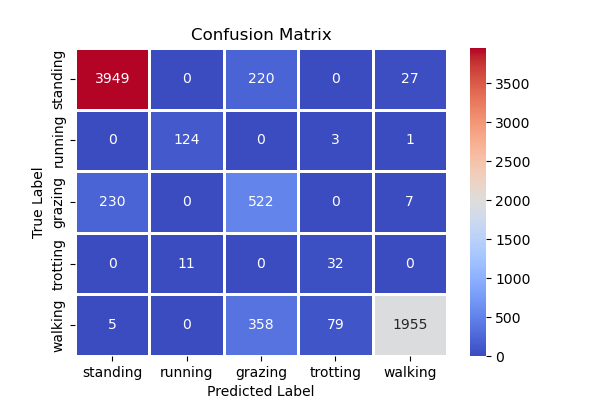 Confusion Matrix
True Label
standing 3949 0 220 0 27
running 0 124 0 3 1
grazing 230 0 522 0 7
trotting 0 11 0 32 0
walking 5 0 358 79 1955
standing running grazing trotting walking
Predicted Label
3500
3000
2500
2000
1500
1000
500
0